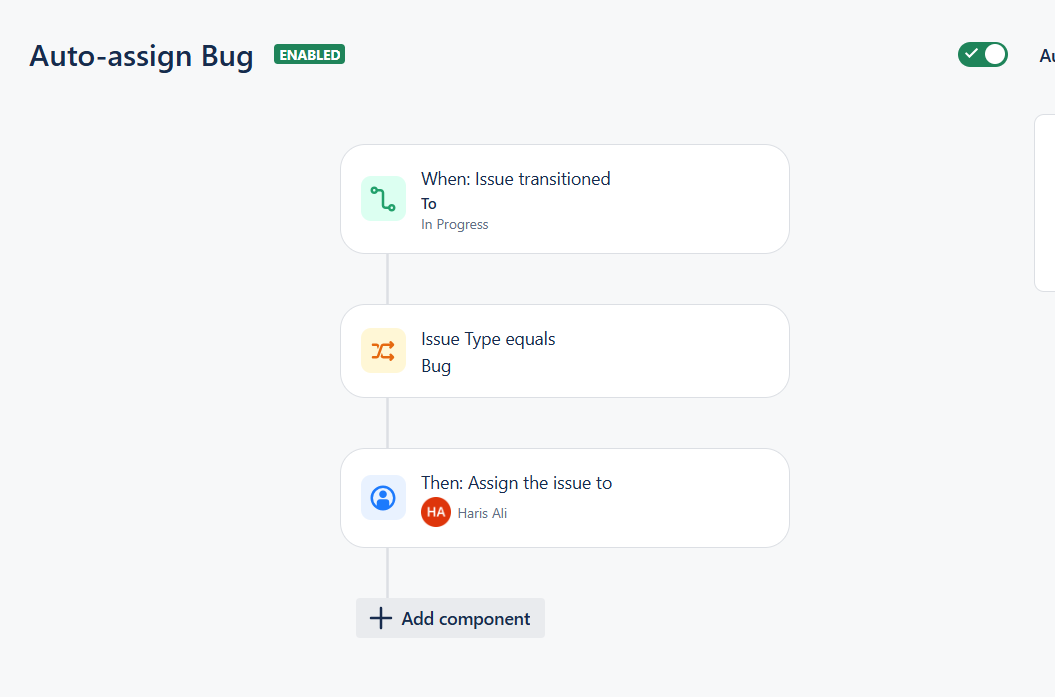 Auto-assign Bug ENABLED
Au
When: Issue transitioned
To
In Progress
Issue Type equals
Bug
Then: Assign the issue to
HA Haris Ali
Add component